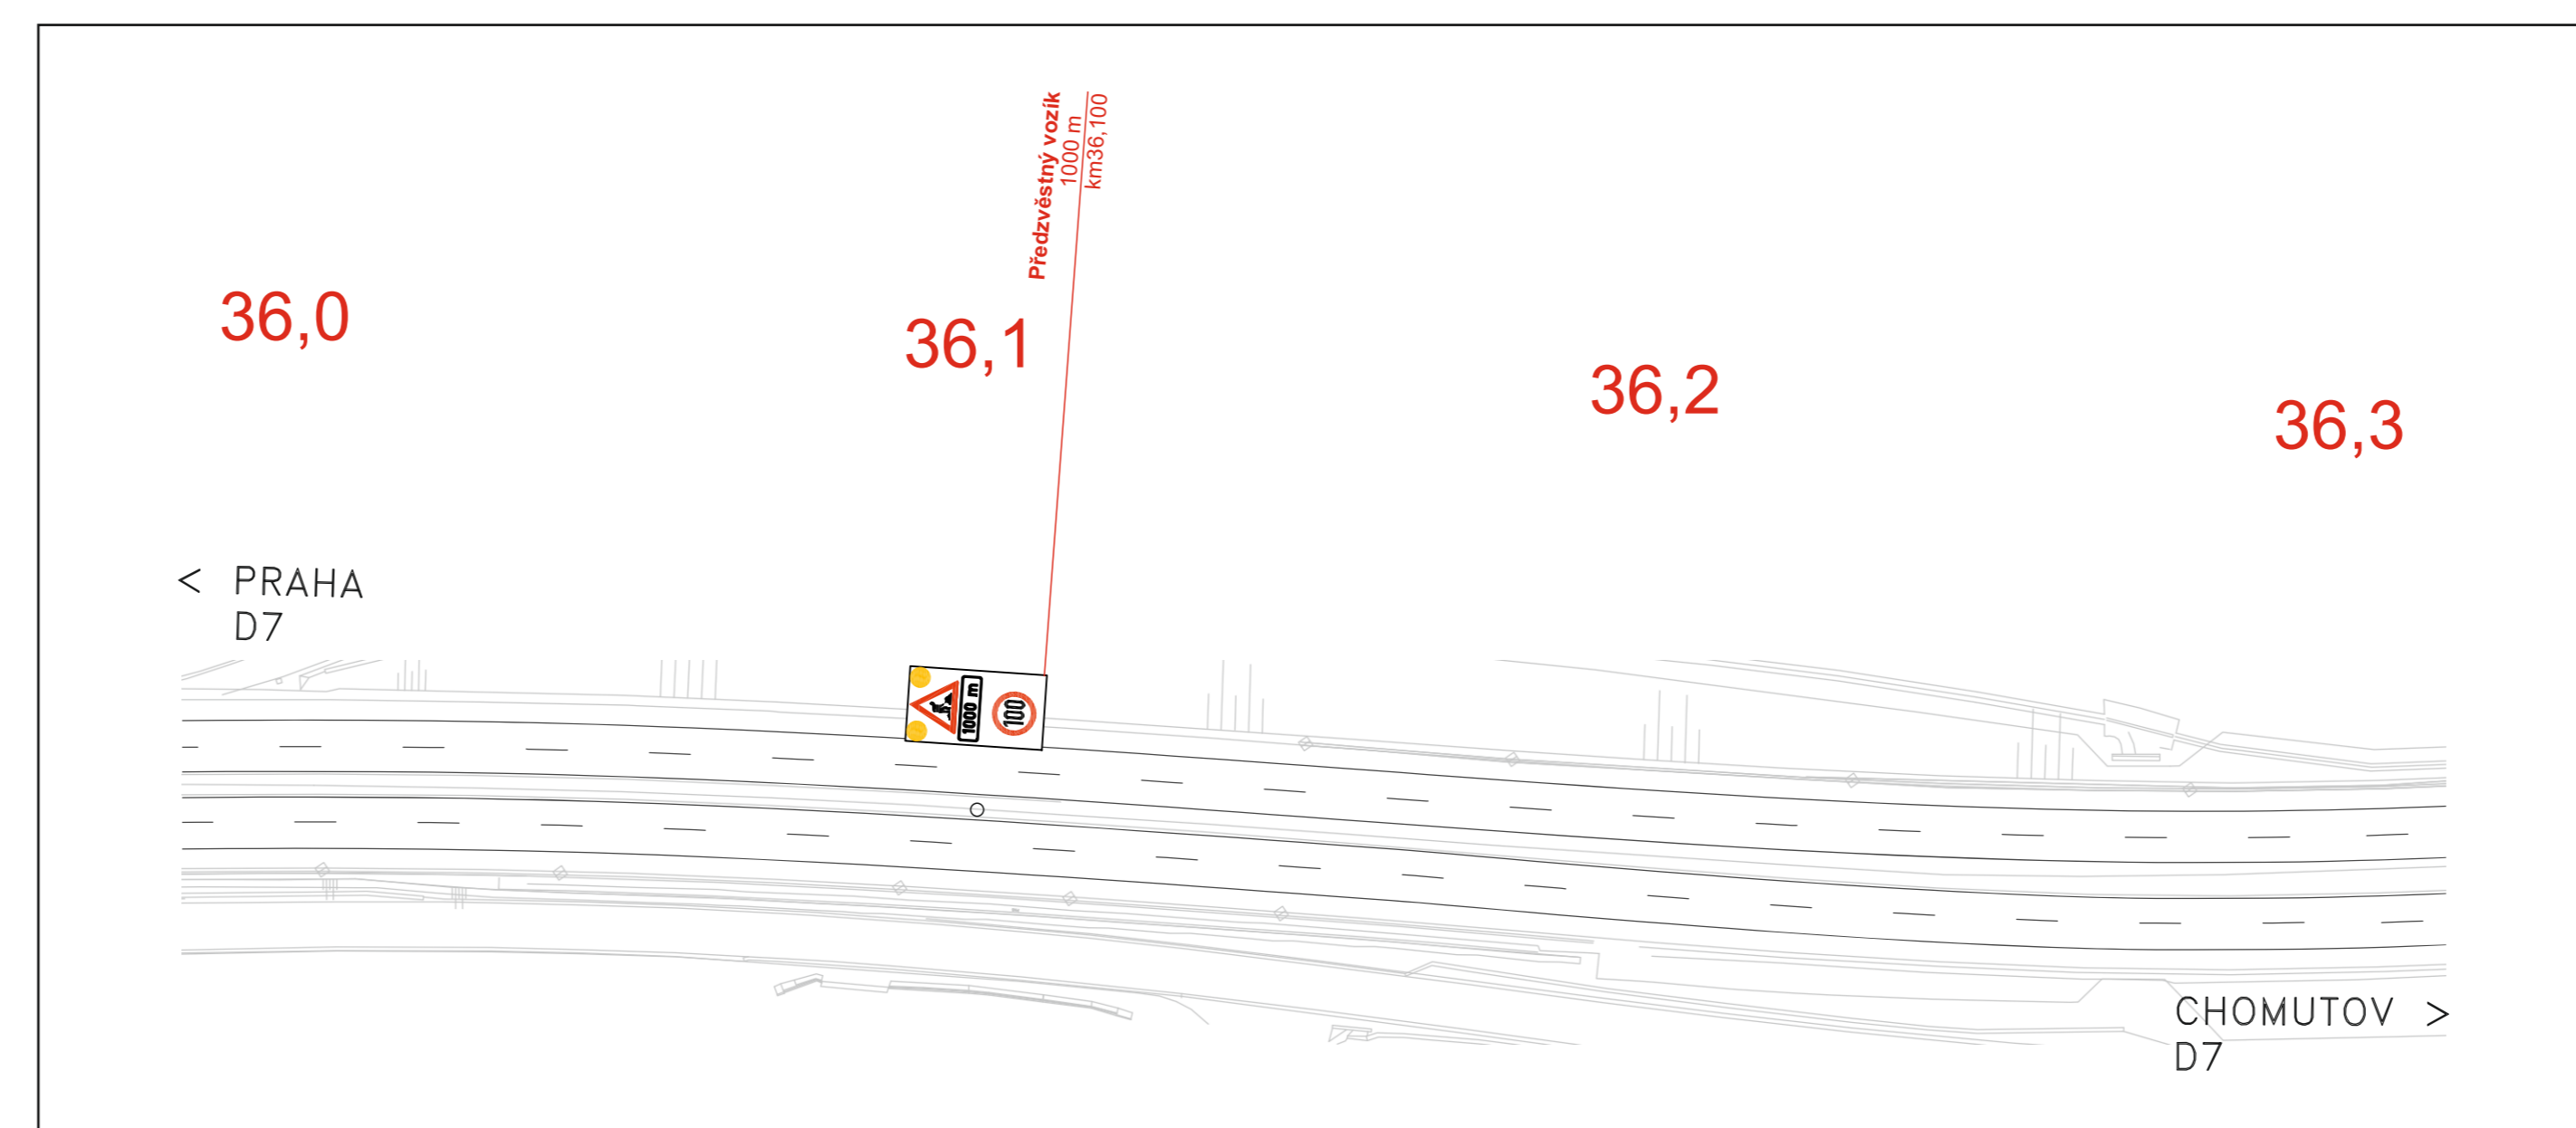 Předzvěstný vozík
1000 m
km36,100
36,0
36,1
36,2
36,3
< PRAHA
D7
1000 m
100
CHOMUTOV >
D7